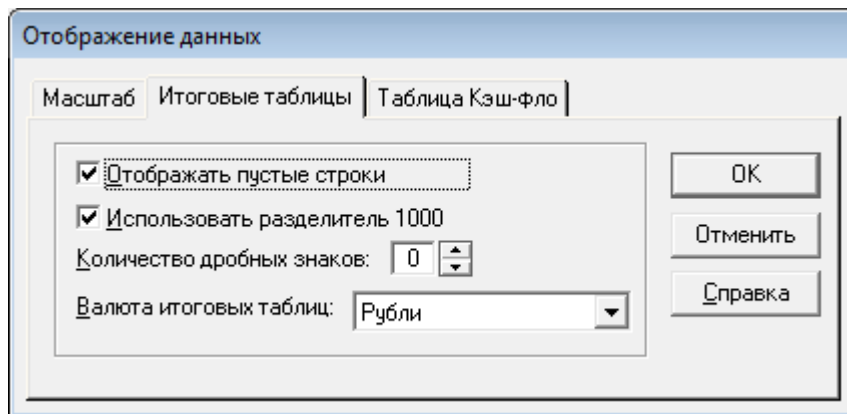 Отображение данных
Масштаб Итоговые таблицы Таблица Кэш-фло
Отображать пустые строки
Использовать разделитель 1000
Количество дробных знаков: 0
Валюта итоговых таблиц: Рубли
OK
Отменить
Справка